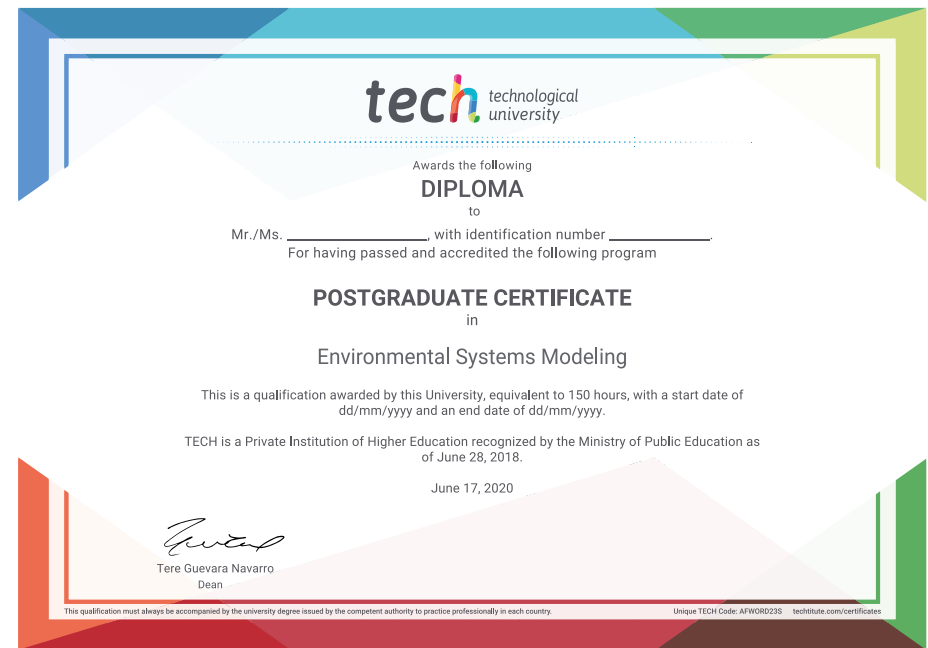 tech technological
university
Awards the following
DIPLOMA
to
Mr./Ms. ____________________, with identification number ______________.
For having passed and accredited the following program
POSTGRADUATE CERTIFICATE
in
Environmental Systems Modeling
This is a qualification awarded by this University, equivalent to 150 hours, with a start date of
dd/mm/yyyy and an end date of dd/mm/yyyy.
TECH is a Private Institution of Higher Education recognized by the Ministry of Public Education as
of June 28, 2018.
June 17, 2020
Tere Guevara Navarro
Dean
This qualification must always be accompanied by the university degree issued by the competent authority to practice professionally in each country. Unique TECH Code: AFWORD23S techtitute.com/certificates